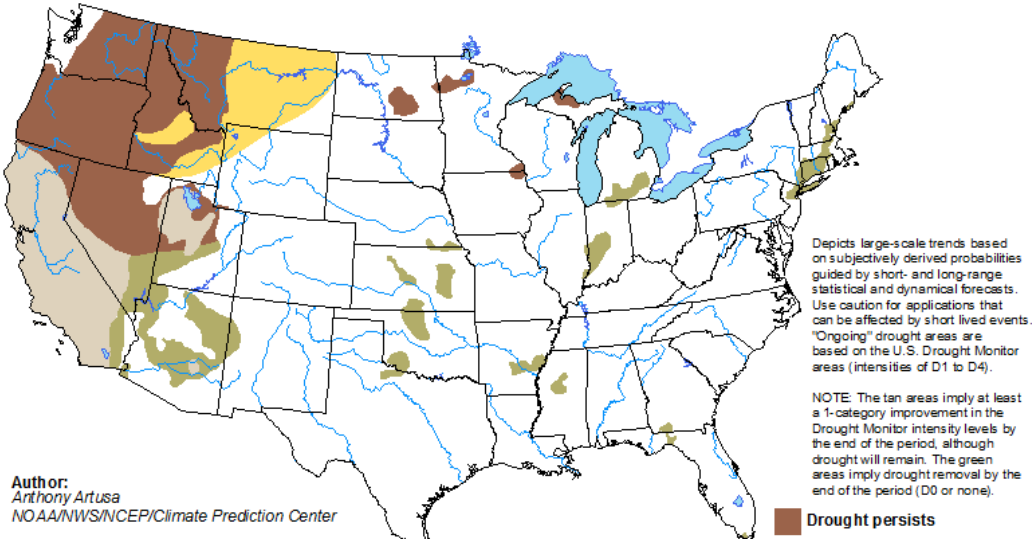 Depicts large-scale trends based
on subjectively derived probabilities
guided by short- and long-range
statistical and dynamical forecasts.
Use caution for applications that
can be affected by short lived events.
"Ongoing" drought areas are
based on the U.S. Drought Monitor
areas (intensities of D1 to D4).
NOTE: The tan areas imply at least
a 1-category improvement in the
Drought Monitor intensity levels by
the end of the period, although
drought will remain. The green
areas imply drought removal by the
end of the period (D0 or none).
Author:
Anthony Artusa
NOAA/NWS/NCEP/Climate Prediction Center
Drought persists